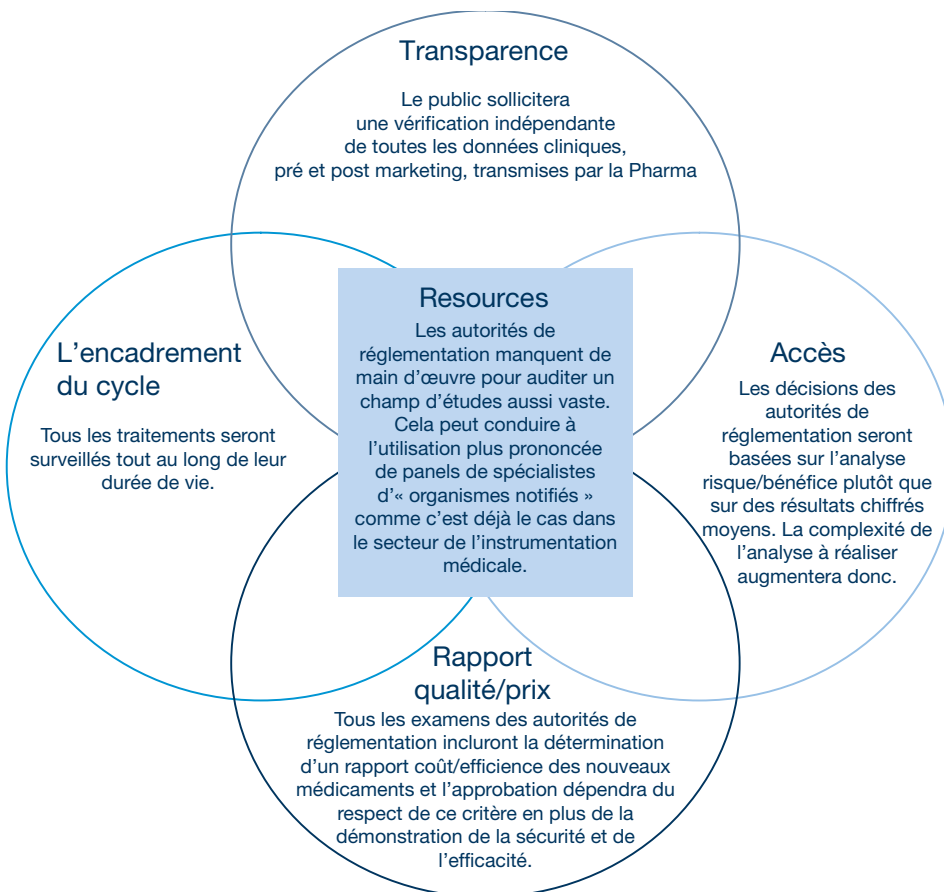 Transparence
Le public sollicitera
une vérification indépendante
de toutes les données cliniques,
pré et post marketing, transmises par la Pharma
L'encadrement
du cycle
Tous les traitements seront
surveillés tout au long de leur
durée de vie.
Resources
Les autorités de
réglementation manquent de
main d'œuvre pour auditer un
champ d'études aussi vaste.
Cela peut conduire à
l'utilisation plus prononcée
de panels de spécialistes
d'« organismes notifiés »
comme c'est déjà le cas dans
le secteur de l'instrumentation
médicale.
Accès
Les décisions des
autorités de
réglementation seront
basées sur l'analyse
risque/bénéfice plutôt que
sur des résultats chiffrés
moyens. La complexité de
l'analyse à réaliser
augmentera donc.
Rapport
qualité/prix
Tous les examens des autorités de
réglementation incluront la détermination
d'un rapport coût/efficience des nouveaux
médicaments et l'approbation dépendra du
respect de ce critère en plus de la
démonstration de la sécurité et de
l'efficacité.